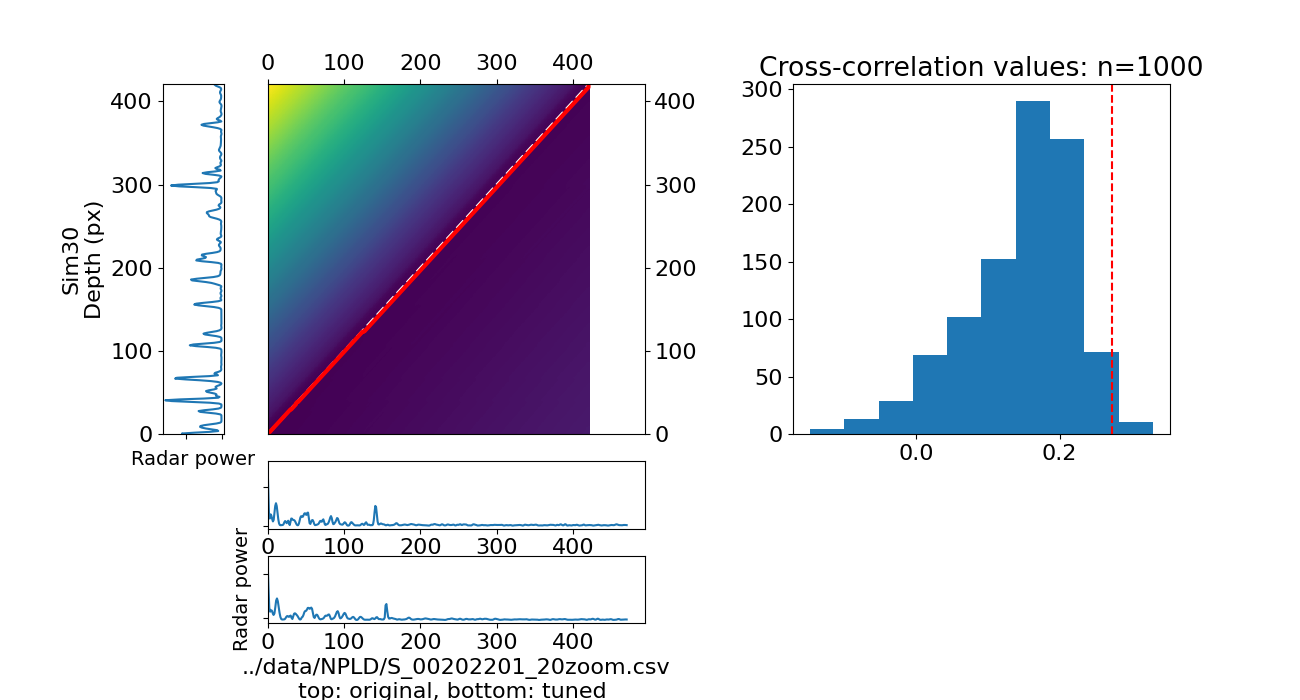 Cross-correlation values: n=1000
0 100 200 300 400
400
300
200
100
0
Sim30
Depth (px)
Radar power
400
300
200
100
0
300
250
200
150
100
50
0
0.0 0.2
0 100 200 300 400
Radar power
0 100 200 300 400
../data/NPLD/S_00202201_20zoom.csv
top: original, bottom: tuned